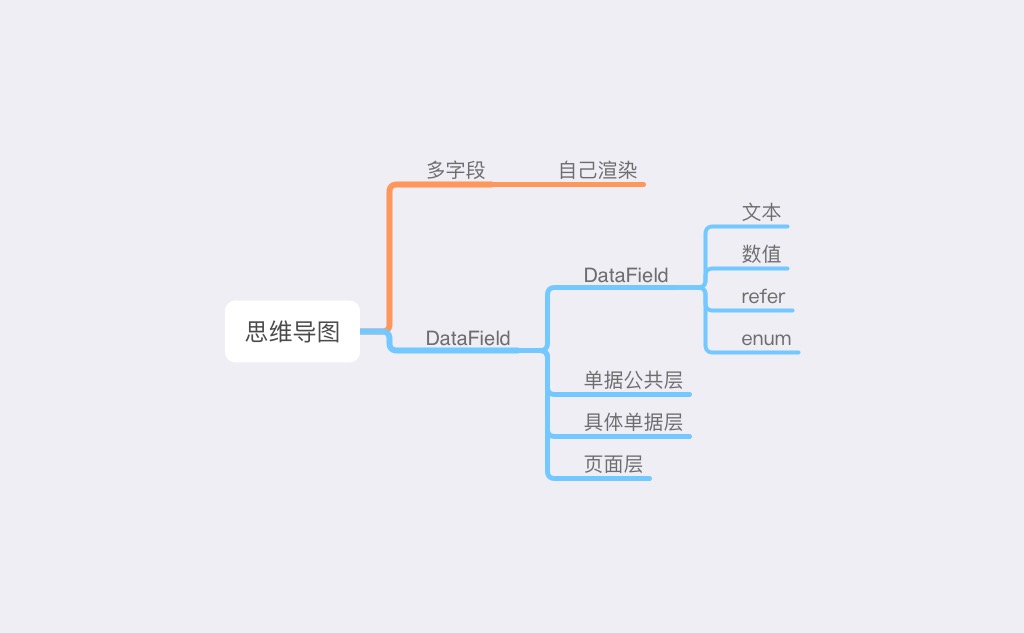 思维导图
多字段
自己渲染
DataField
DataField
文本
数值
refer
enum
单据公共层
具体单据层
页面层